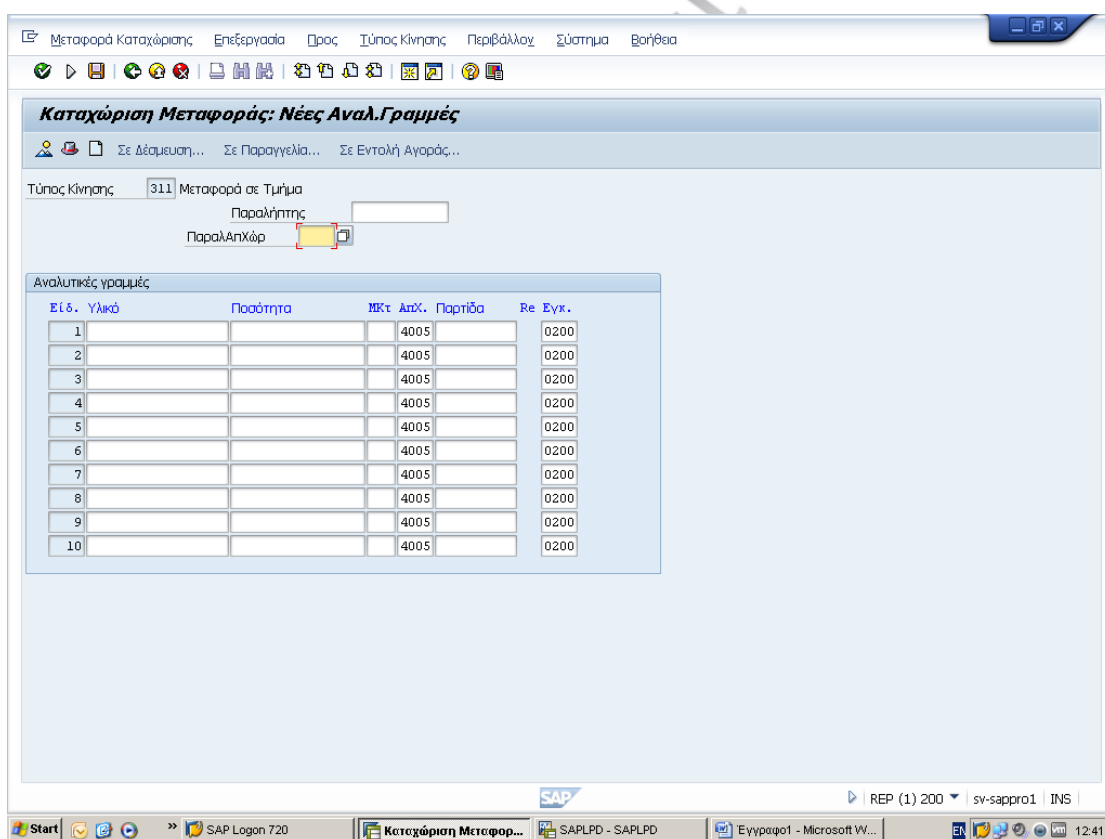 Μεταφορά Καταχώρισης Επεξεργασία Προς Τύπος Κίνησης Περιβάλλον Σύστημα Βοήθεια
Καταχώριση Μεταφοράς: Νέες Αναλ.Γραμμές
Σε Δέσμευση... Σε Παραγγελία... Σε Εντολή Αγοράς...
Τύπος Κίνησης 311 Μεταφορά σε Τμήμα
Παραλήπτης
ΠαραλΑπΧώρ
Αναλυτικές γραμμές
Είδ. Υλικό Ποσότητα ΜΚτ ΑπΧ. Παρτίδα Re Εγκ.
1 4005 0200
2 4005 0200
3 4005 0200
4 4005 0200
5 4005 0200
6 4005 0200
7 4005 0200
8 4005 0200
9 4005 0200
10 4005 0200
SAP REP (1) 200 sv-sappro1 INS
Start » SAP Logon 720 Καταχώριση Μεταφορ... SAPLPD - SAPLPD Έγγραφο1 - Microsoft W... EN 12:41